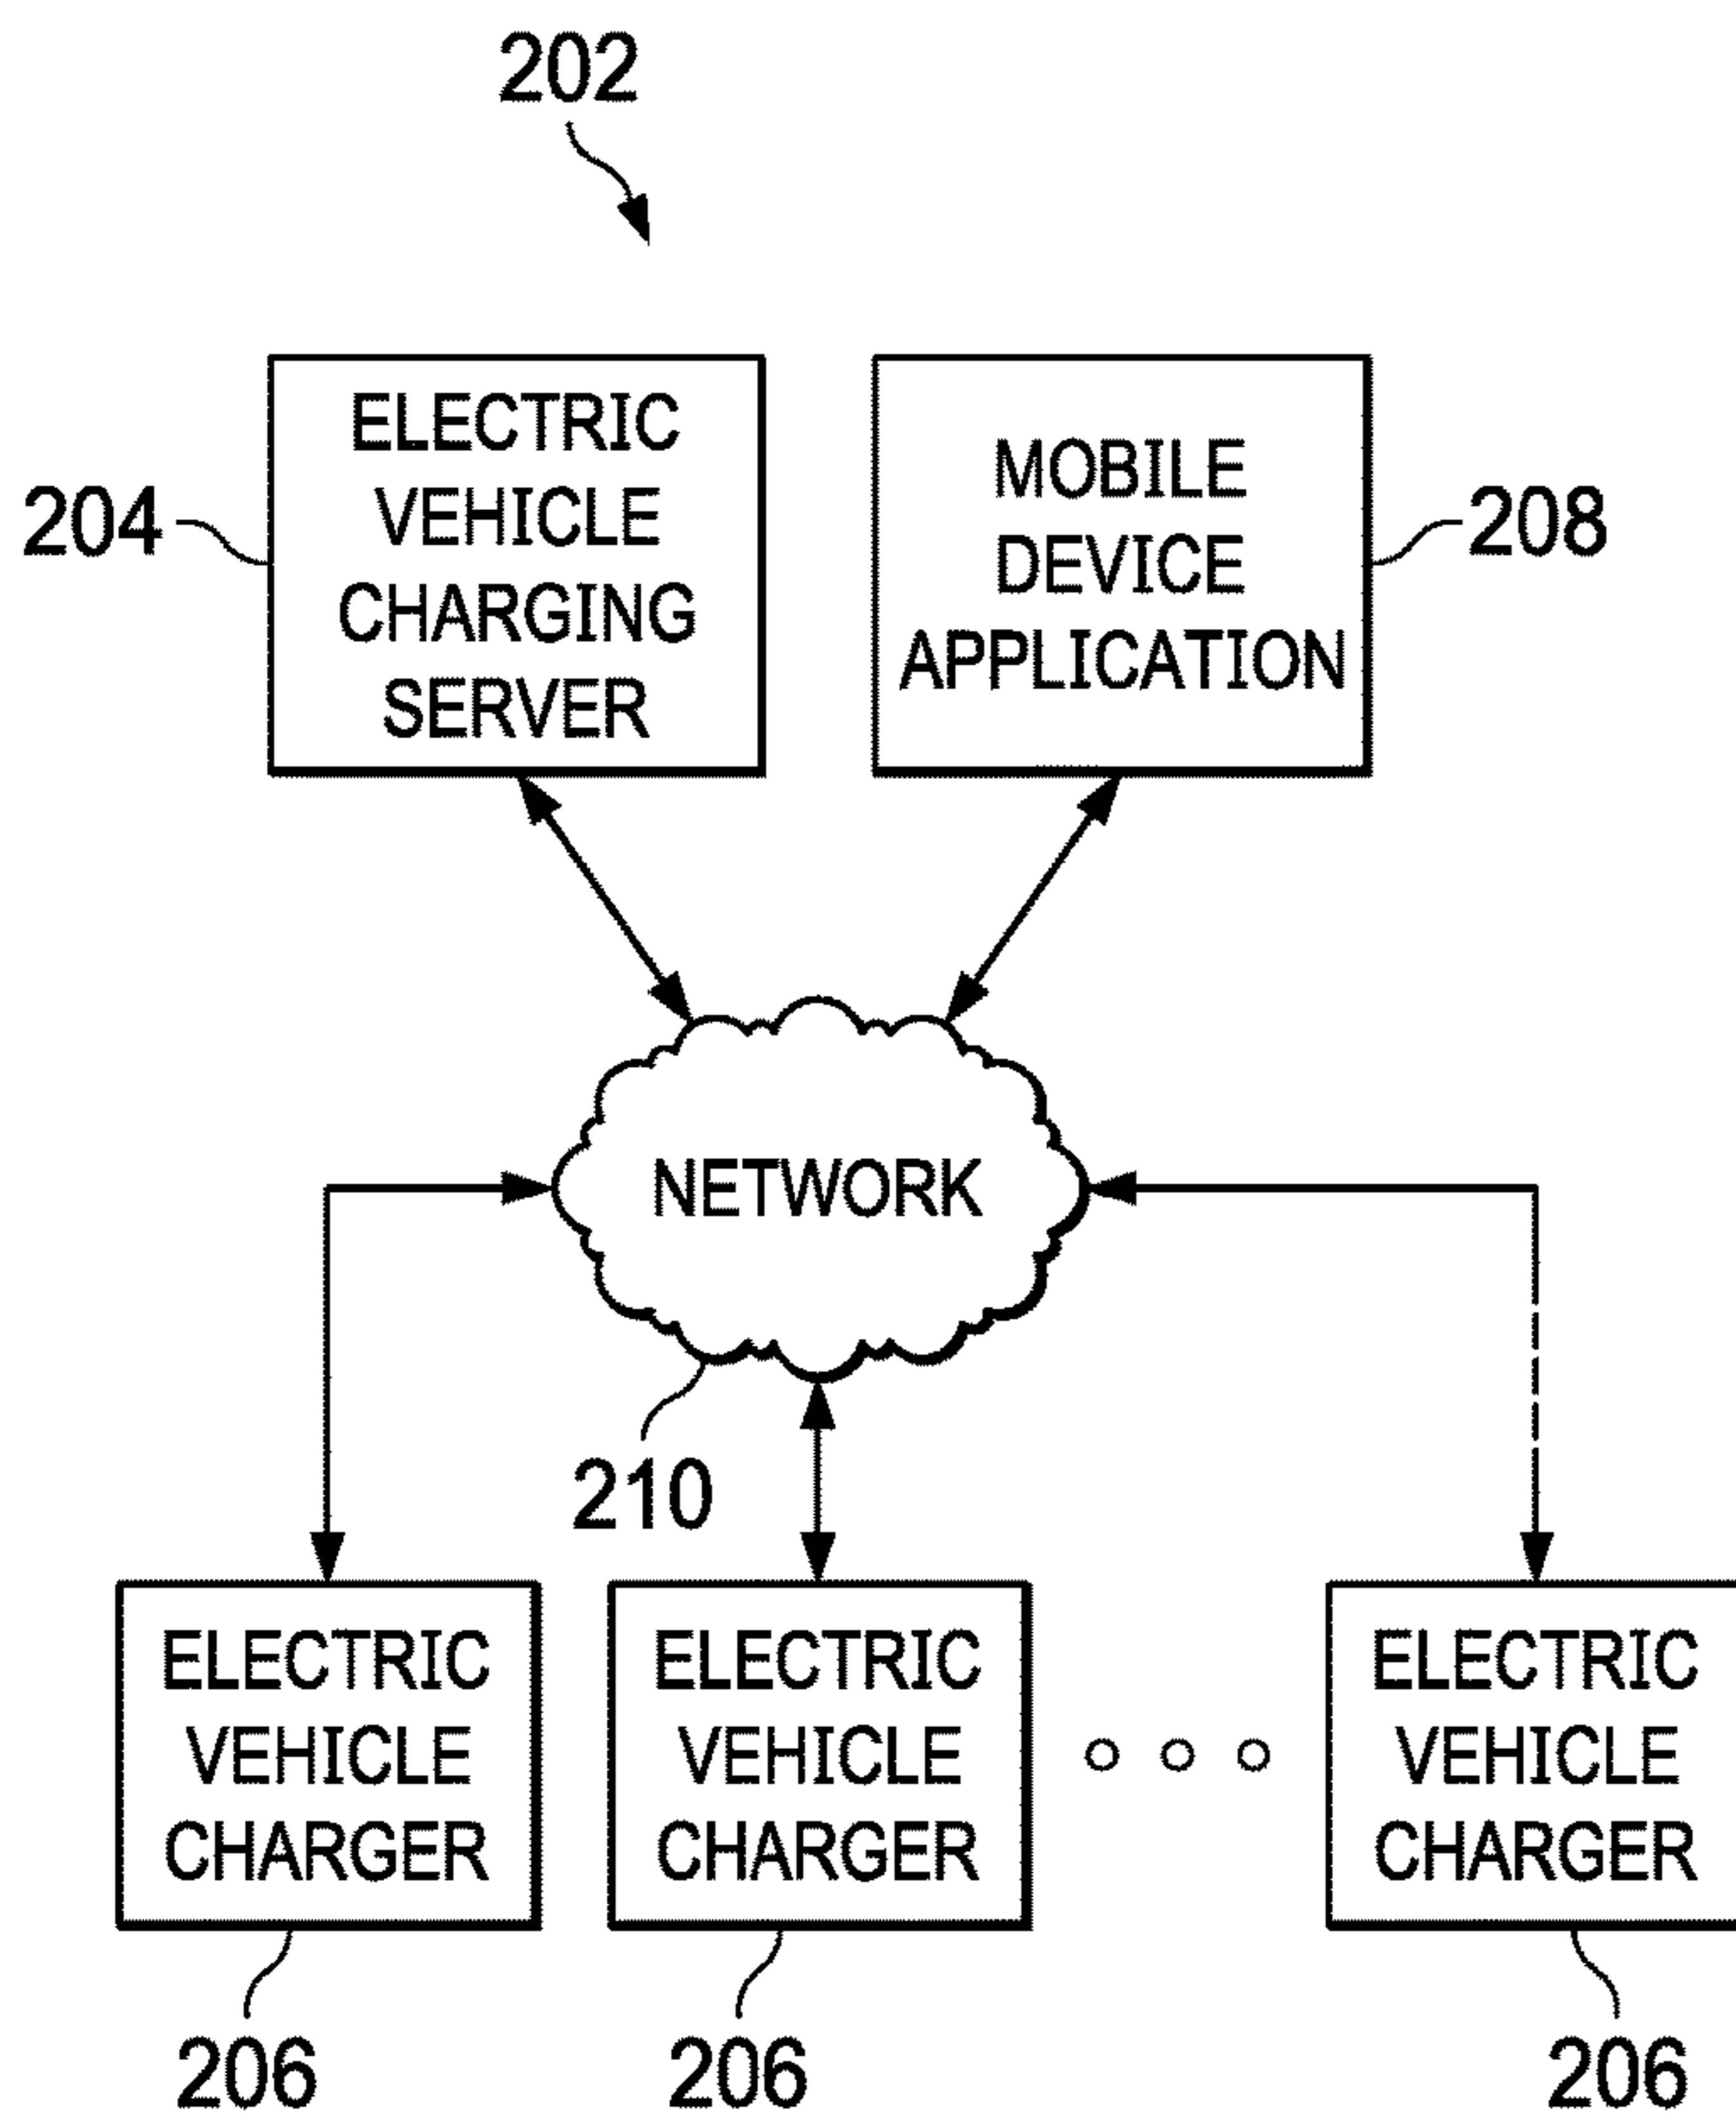 202
ELECTRIC
VEHICLE
CHARGING
SERVER
204
MOBILE
DEVICE
APPLICATION
208
NETWORK
210
ELECTRIC
VEHICLE
CHARGER
206
ELECTRIC
VEHICLE
CHARGER
206
ELECTRIC
VEHICLE
CHARGER
206